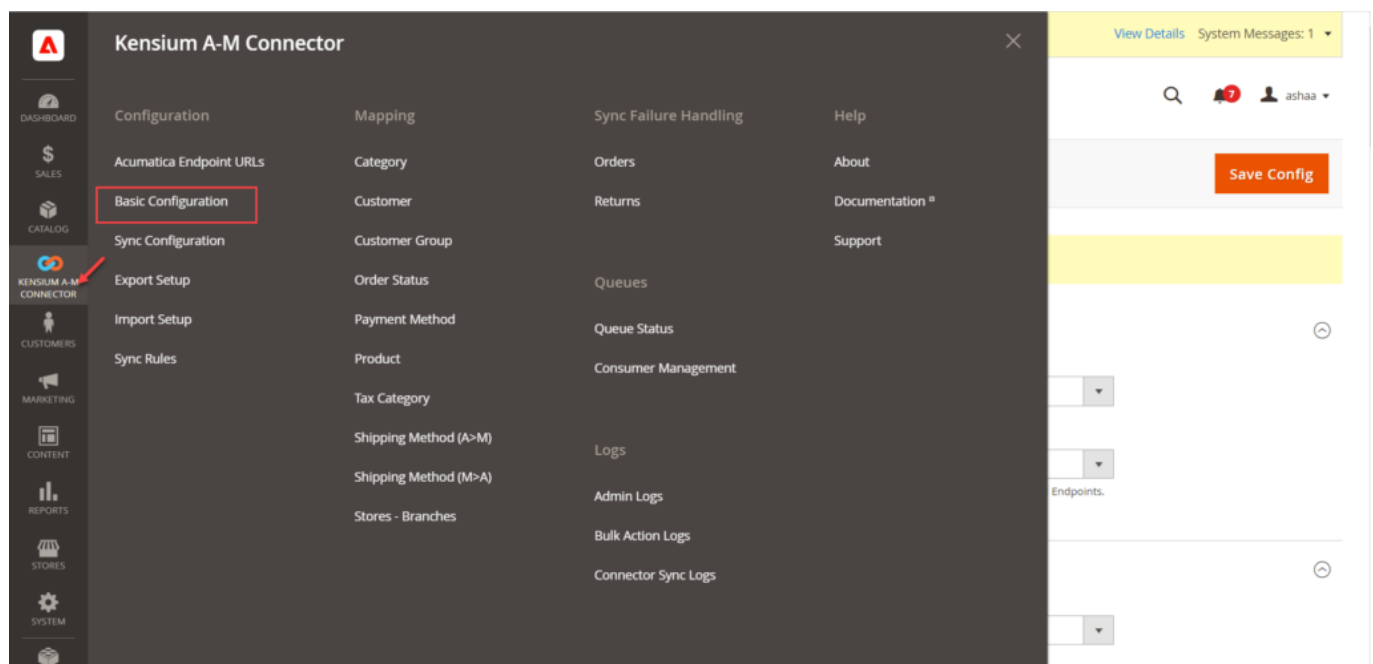 Kensium A-M Connector
View Details System Messages: 1
7
ashaa
Save Config
DASHBOARD
SALES
CATALOG
KENSIUM A-M
CONNECTOR
CUSTOMERS
MARKETING
CONTENT
REPORTS
STORES
SYSTEM
Configuration
Acumatica Endpoint URLs
Basic Configuration
Sync Configuration
Export Setup
Import Setup
Sync Rules
Mapping
Category
Customer
Customer Group
Order Status
Payment Method
Product
Tax Category
Shipping Method (A>M)
Shipping Method (M>A)
Stores - Branches
Sync Failure Handling
Orders
Returns
Queues
Queue Status
Consumer Management
Logs
Admin Logs
Bulk Action Logs
Connector Sync Logs
Help
About
Documentation
Support
Endpoints.